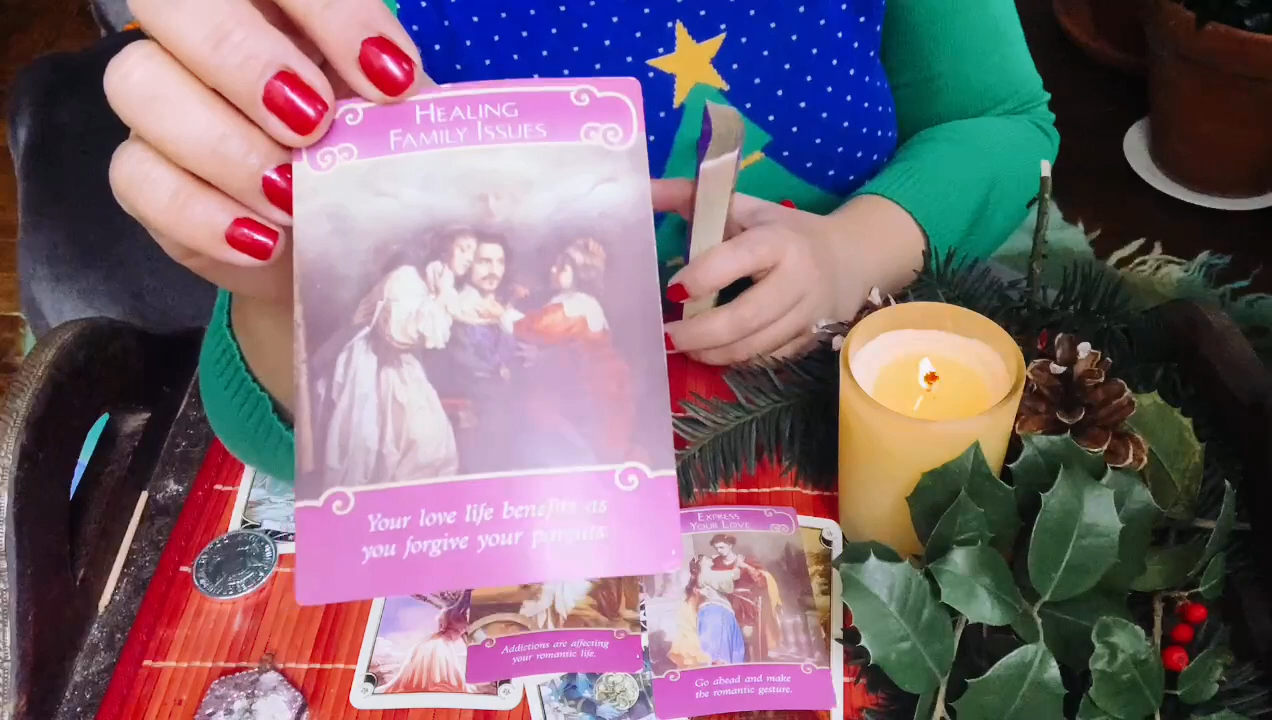 HEALING
FAMILY ISSUES
Your love life benefits as
you forgive your parents.
EXPRESS
YOUR LOVE
Addictions are affecting
your romantic life.
Go ahead and make
the romantic gesture.